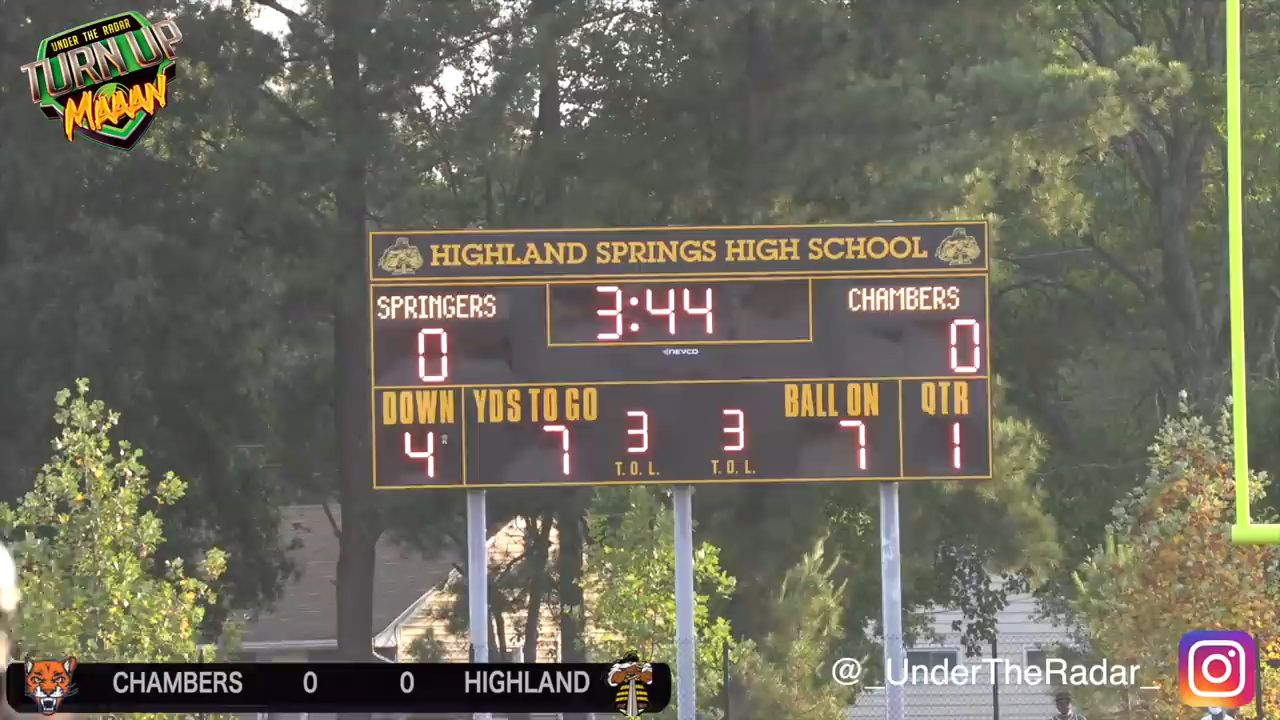 UNDER THE RADAR
TURN UP
MAAAN
HIGHLAND SPRINGS HIGH SCHOOL
SPRINGERS 3:44 CHAMBERS
0 0
NEVCO
DOWN YDS TO GO BALL ON QTR
4 7 3 3 7 1
T. O. L. T. O. L.
CHAMBERS 0 0 HIGHLAND
@_UnderTheRadar_